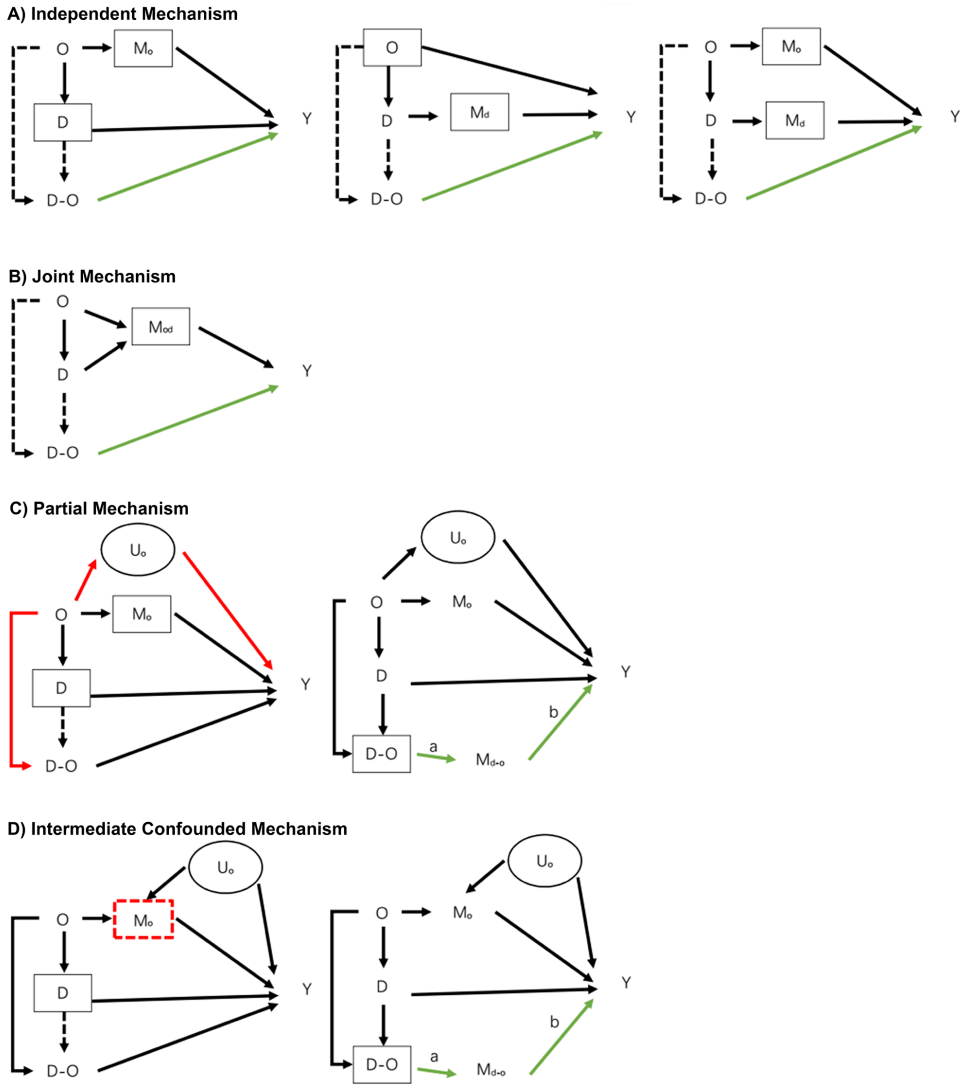 A) Independent Mechanism
O Mo O O Mo
D Y D Md Y D Md Y
D-O D-O D-O
B) Joint Mechanism
O
Mod
D Y
D-O
C) Partial Mechanism
Uo Uo
O Mo O Mo
D Y D Y
b
D-O D-O a Md-o
D) Intermediate Confounded Mechanism
Uo Uo
O Mo O Mo
D Y D Y
b
D-O D-O a Md-o